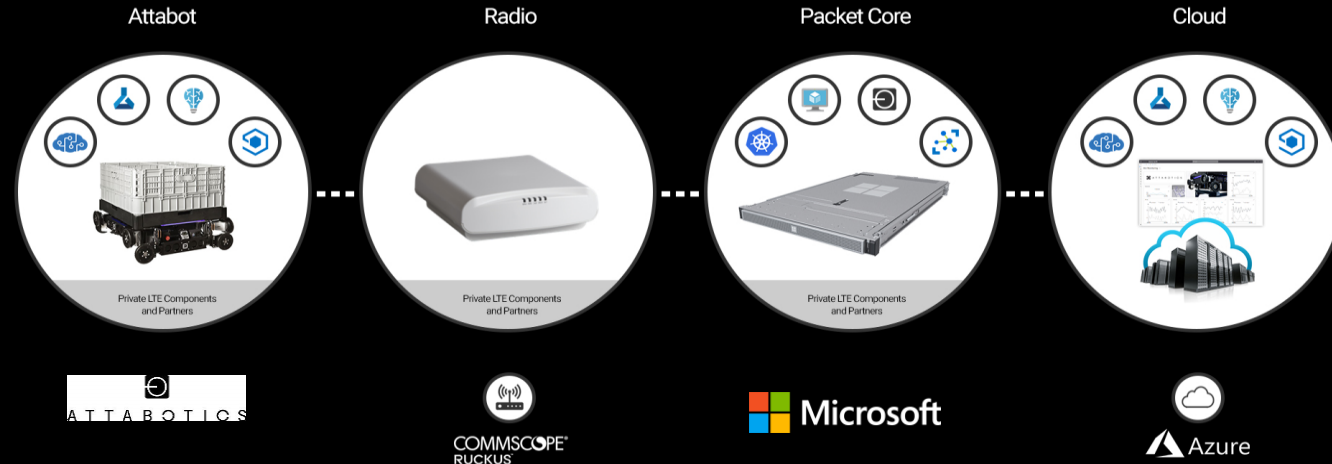 Attabot
Radio
Packet Core
Cloud
Private LTE Components
and Partners
Private LTE Components
and Partners
Private LTE Components
and Partners
ATTABOTICS
COMMSCOPE®
RUCKUS
Microsoft
Azure